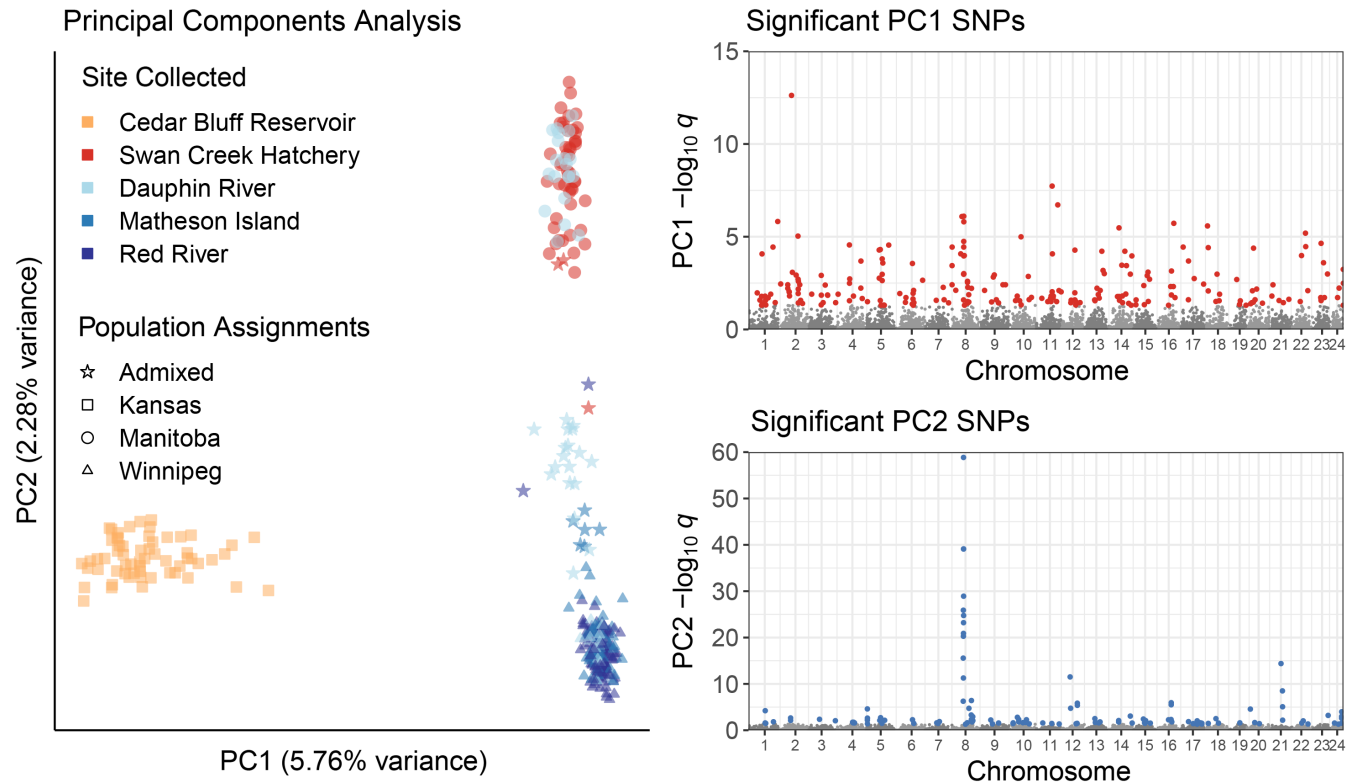 Principal Components Analysis
Site Collected
Cedar Bluff Reservoir
Swan Creek Hatchery
Dauphin River
Matheson Island
Red River
Population Assignments
Admixed
Kansas
Manitoba
Winnipeg
PC2 (2.28% variance)
PC1 (5.76% variance)
Significant PC1 SNPs
PC1 −log10 q
15
10
5
0
1 2 3 4 5 6 7 8 9 10 11 12 13 14 15 16 17 18 19 20 21 22 23 24
Chromosome
Significant PC2 SNPs
PC2 −log10 q
60
50
40
30
20
10
0
1 2 3 4 5 6 7 8 9 10 11 12 13 14 15 16 17 18 19 20 21 22 23 24
Chromosome